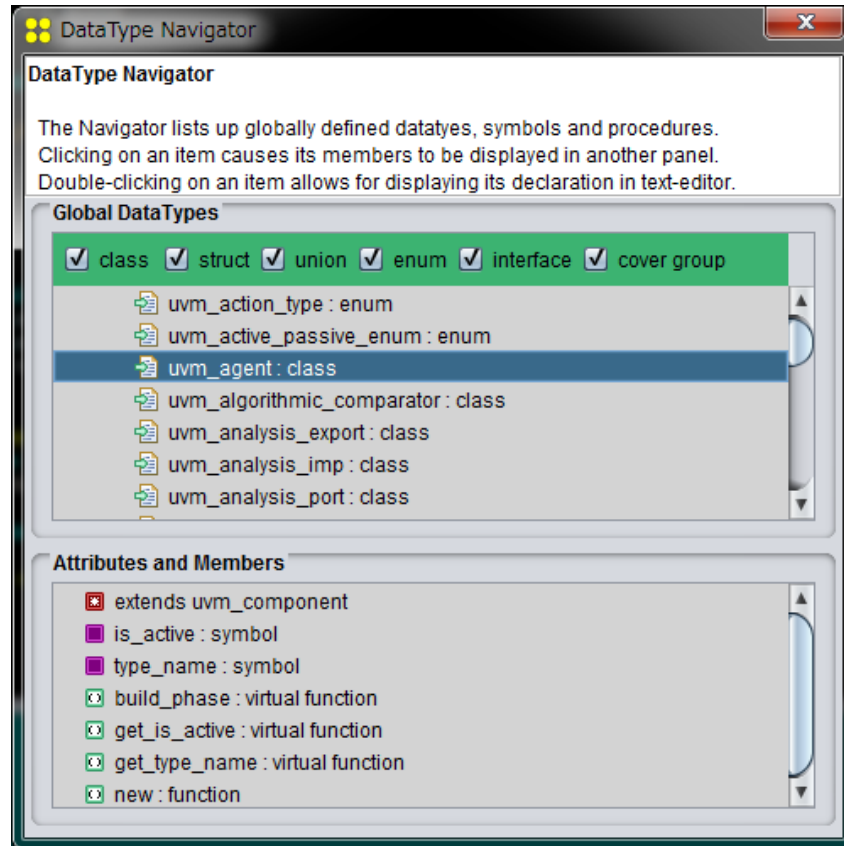 DataType Navigator
DataType Navigator
The Navigator lists up globally defined datatyes, symbols and procedures.
Clicking on an item causes its members to be displayed in another panel.
Double-clicking on an item allows for displaying its declaration in text-editor.
Global DataTypes
class struct union enum interface cover group
uvm_action_type : enum
uvm_active_passive_enum : enum
uvm_agent : class
uvm_algorithmic_comparator : class
uvm_analysis_export : class
uvm_analysis_imp : class
uvm_analysis_port : class
Attributes and Members
extends uvm_component
is_active : symbol
type_name : symbol
build_phase : virtual function
get_is_active : virtual function
get_type_name : virtual function
new : function